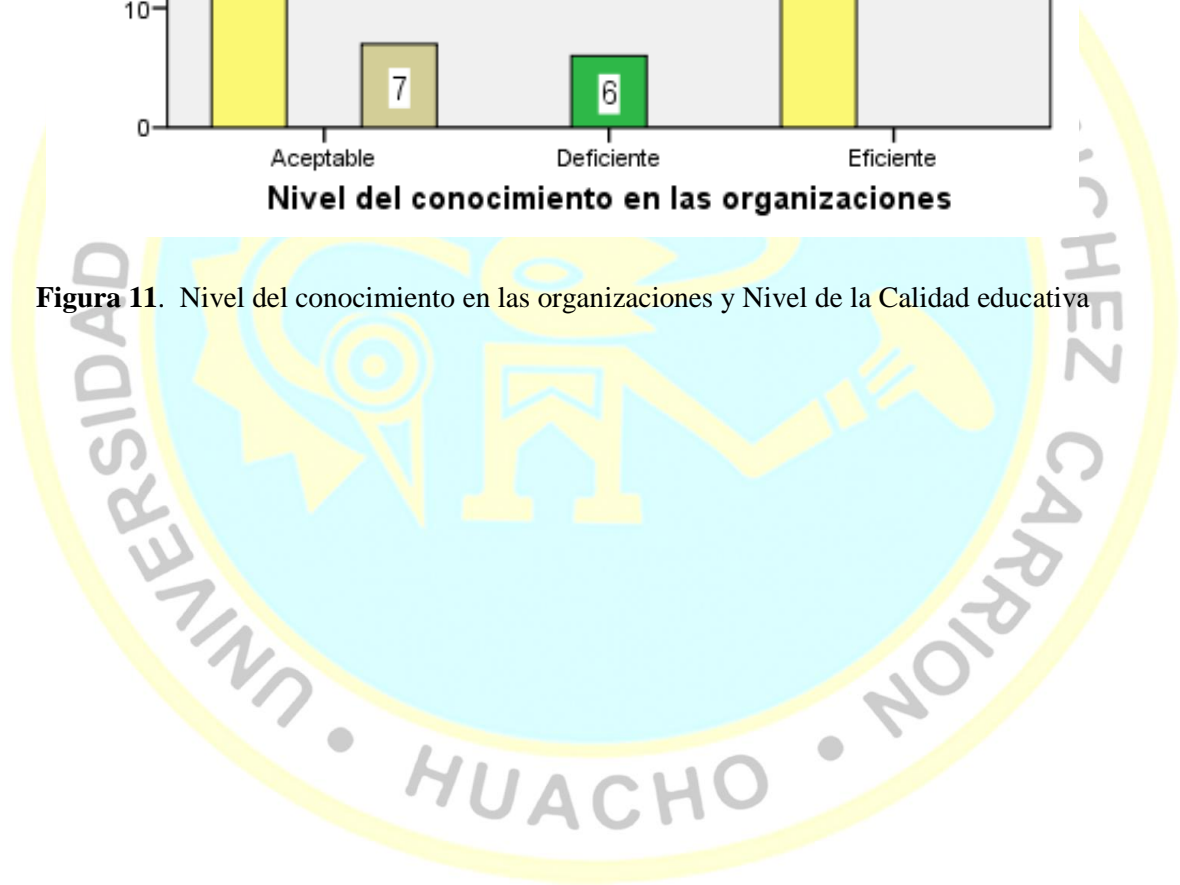 10
7
6
0
Aceptable Deficiente Eficiente
Nivel del conocimiento en las organizaciones
Figura 11. Nivel del conocimiento en las organizaciones y Nivel de la Calidad educativa
UNIVERSIDAD
CHEZ CARRION
• HUACHO •